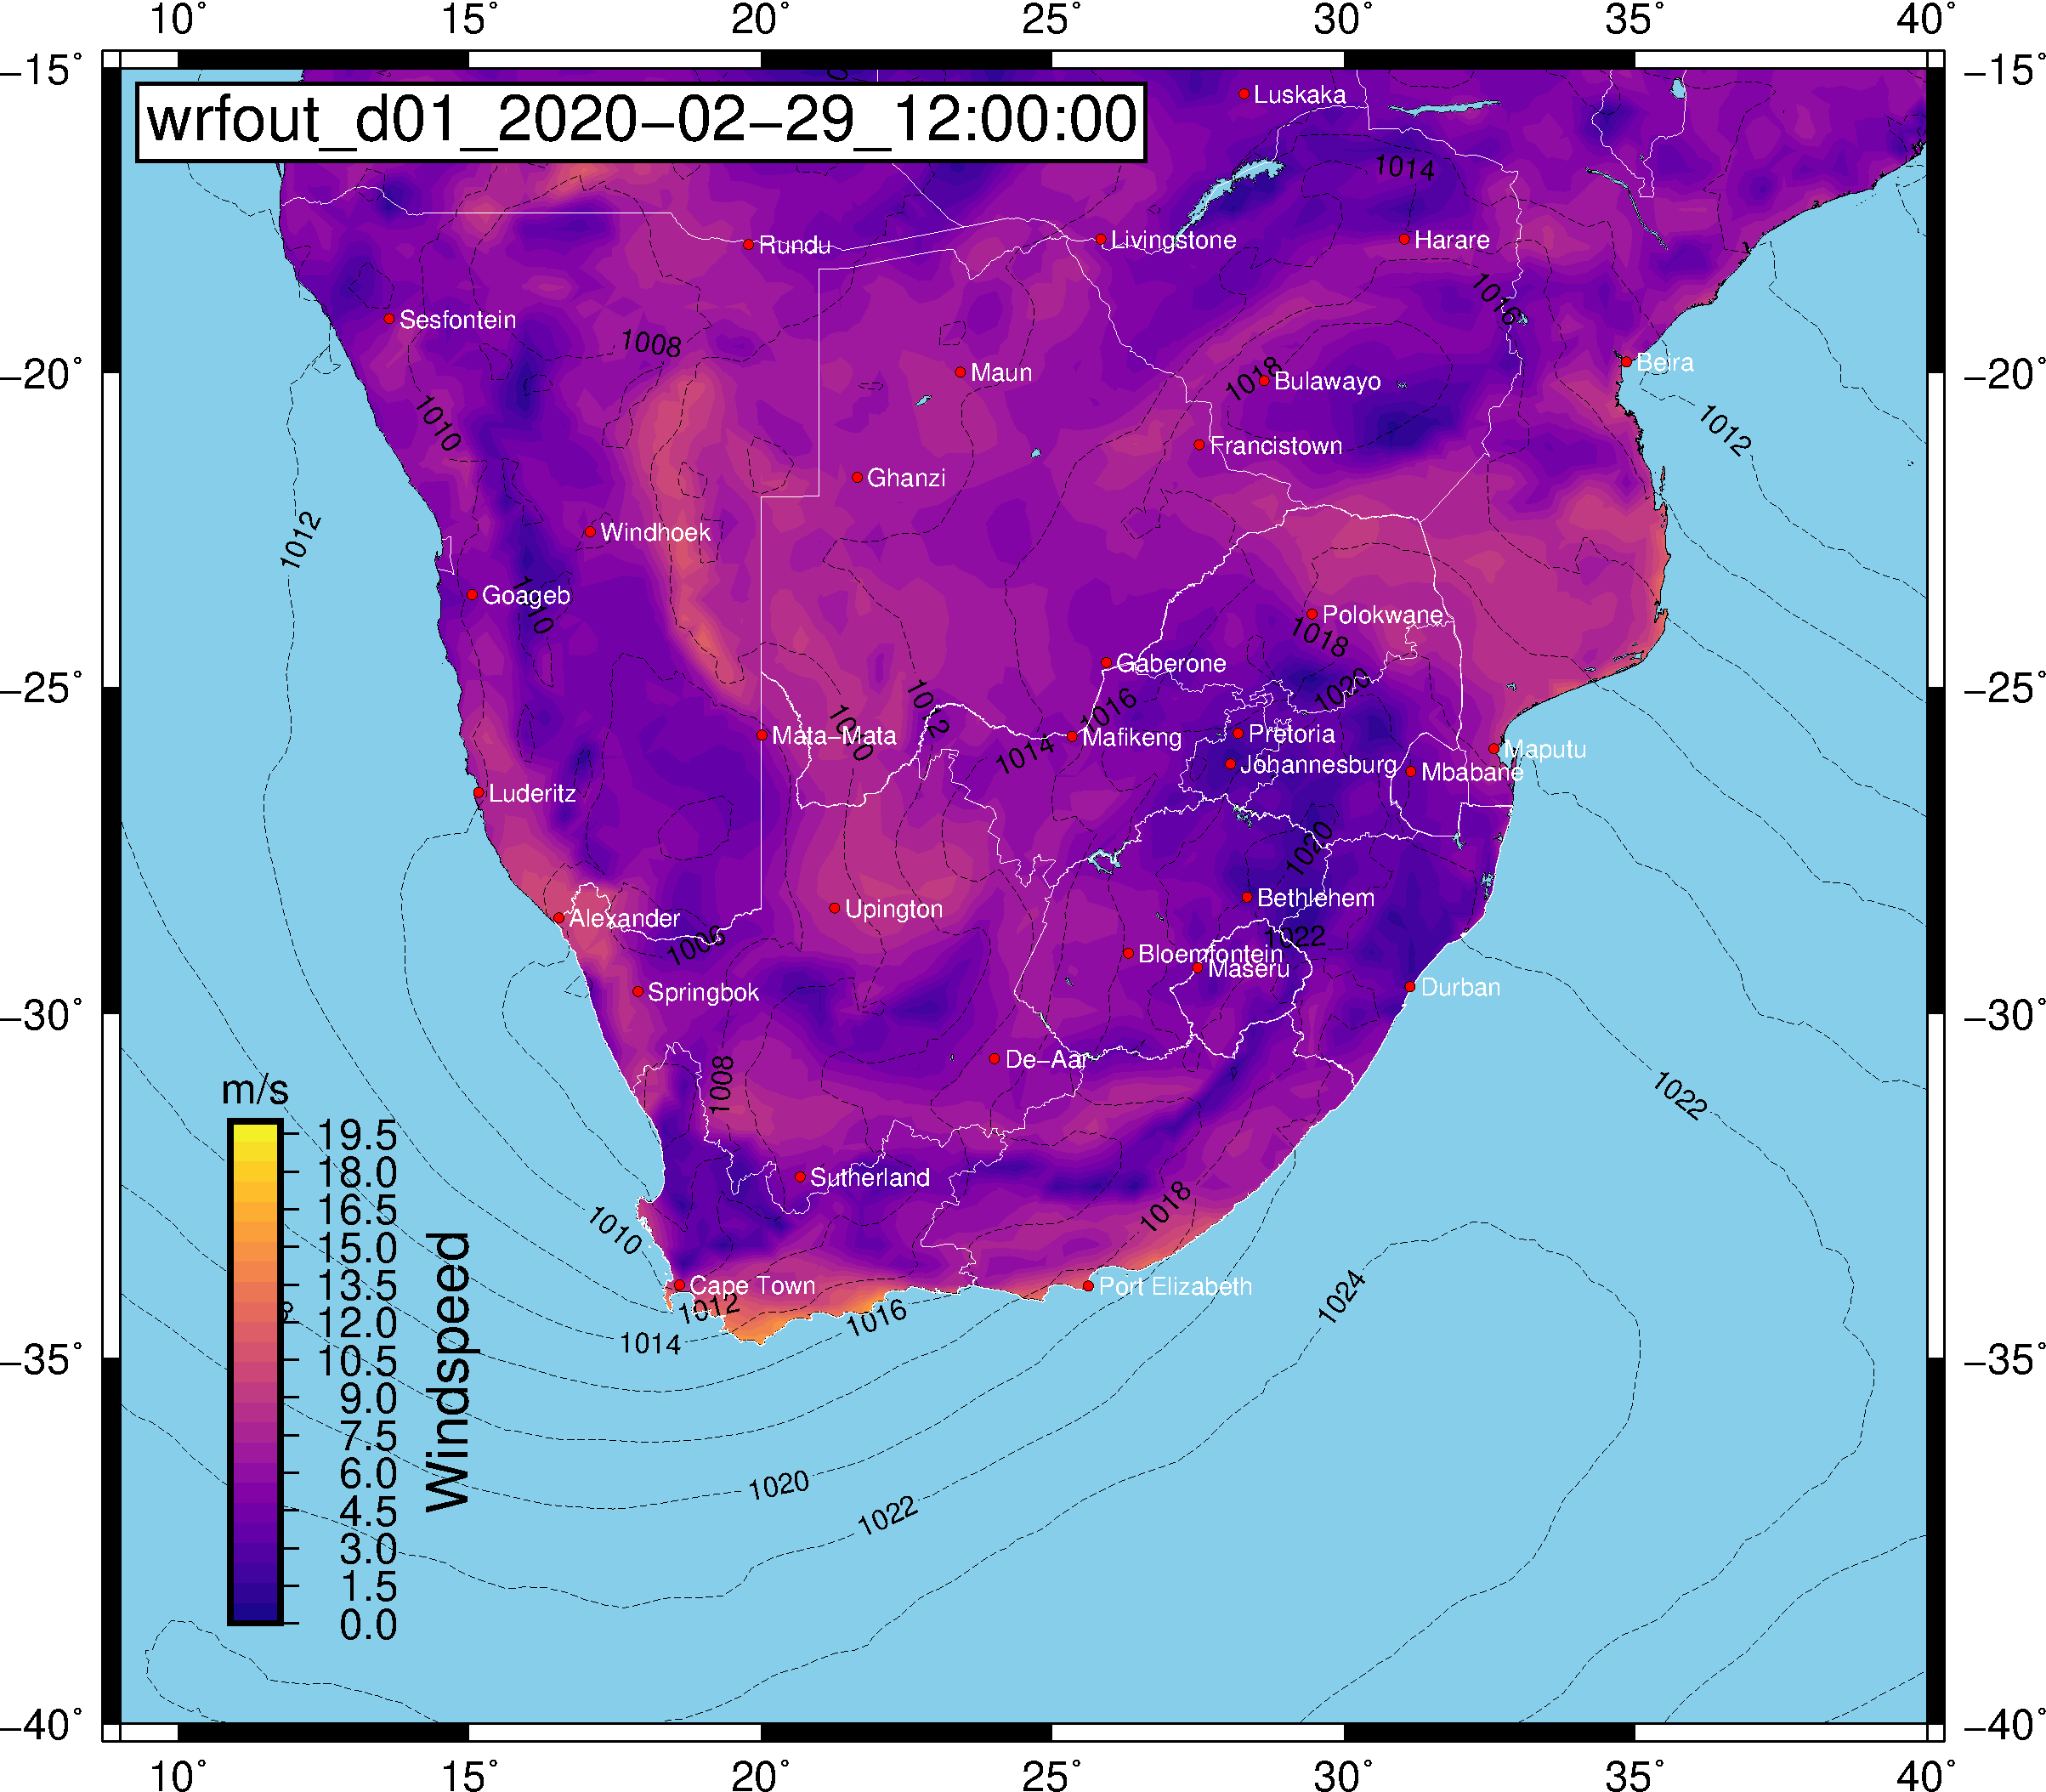 10° 15° 20° 25° 30° 35° 40°
−15° −15°
wrfout_d01_2020−02−29_12:00:00
Luskaka
1014
Rundu
Livingstone
Harare
1016
Sesfontein
1008
Beira
−20° −20°
Maun
1018
Bulawayo
1010
1012
Francistown
Ghanzi
1012
Windhoek
Goageb
1010
Polokwane
1018
Gaberone
−25° −25°
1020
1012
1016
1010
Mata−Mata
Mafikeng
Pretoria
Maputu
1014
Johannesburg
Mbabane
Luderitz
1020
Bethlehem
Upington
Alexander
1006
1022
Bloemfontein
Maseru
Springbok
Durban
−30° −30°
De−Aar
1008
1022
m/s
19.5
18.0
16.5
15.0
13.5
12.0
10.5
9.0
7.5
6.0
4.5
3.0
1.5
0.0
Windspeed
Sutherland
1018
1010
Cape Town
Port Elizabeth
1012
1016
1014
1024
−35° −35°
1020
1022
−40° −40°
10° 15° 20° 25° 30° 35° 40°